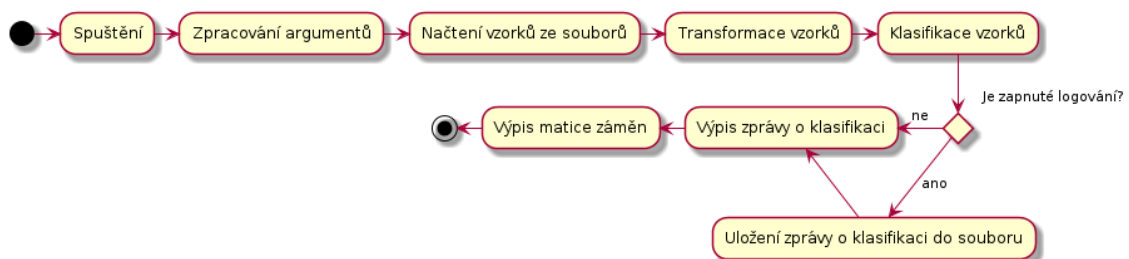 Spuštění
Zpracování argumentů
Načtení vzorků ze souborů
Transformace vzorků
Klasifikace vzorků
Je zapnuté logování?
ne
Výpis zprávy o klasifikaci
Výpis matice záměn
ano
Uložení zprávy o klasifikaci do souboru